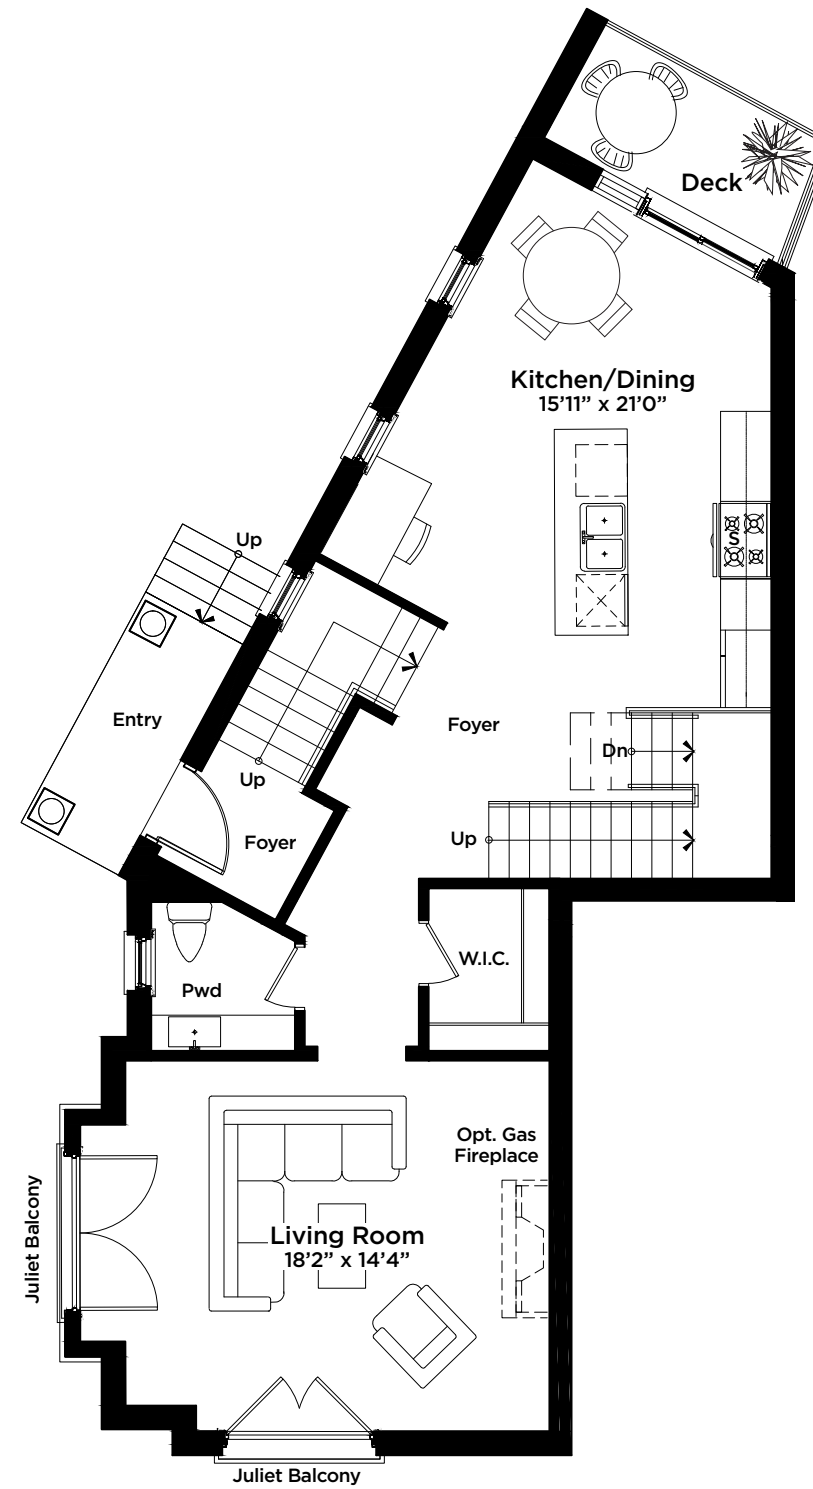 Deck
Kitchen/Dining
15’11” x 21’0”
Up
S
Entry
Foyer
Dn
Up
Foyer
Up
W.I.C.
Pwd
Opt. Gas
Fireplace
Juliet Balcony
Living Room
18’2” x 14’4”
Juliet Balcony